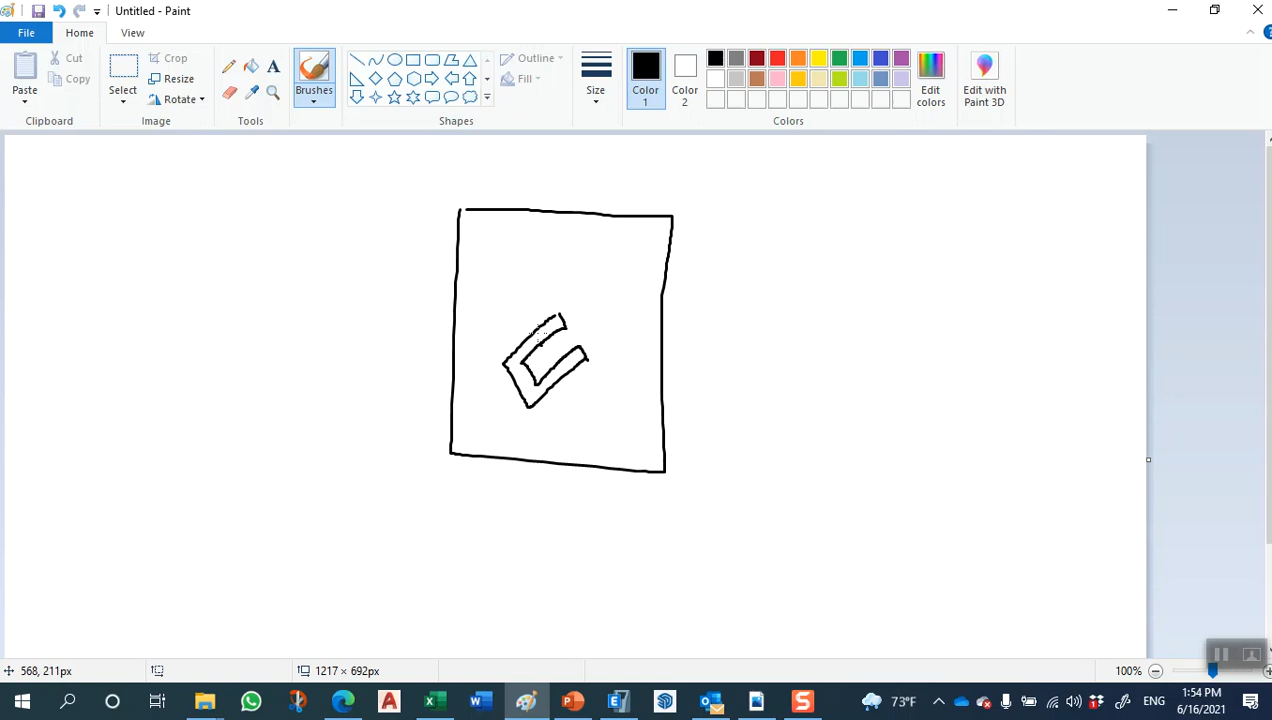 Untitled - Paint
File Home View
Paste
Cut
Copy
Clipboard
Select
Crop
Resize
Rotate
Image
Tools
Brushes
Outline
Fill
Shapes
Size
Color 1
Color 2
Edit colors
Colors
Edit with Paint 3D
568, 211px
1217 × 692px
100%
73°F
ENG
1:54 PM
6/16/2021